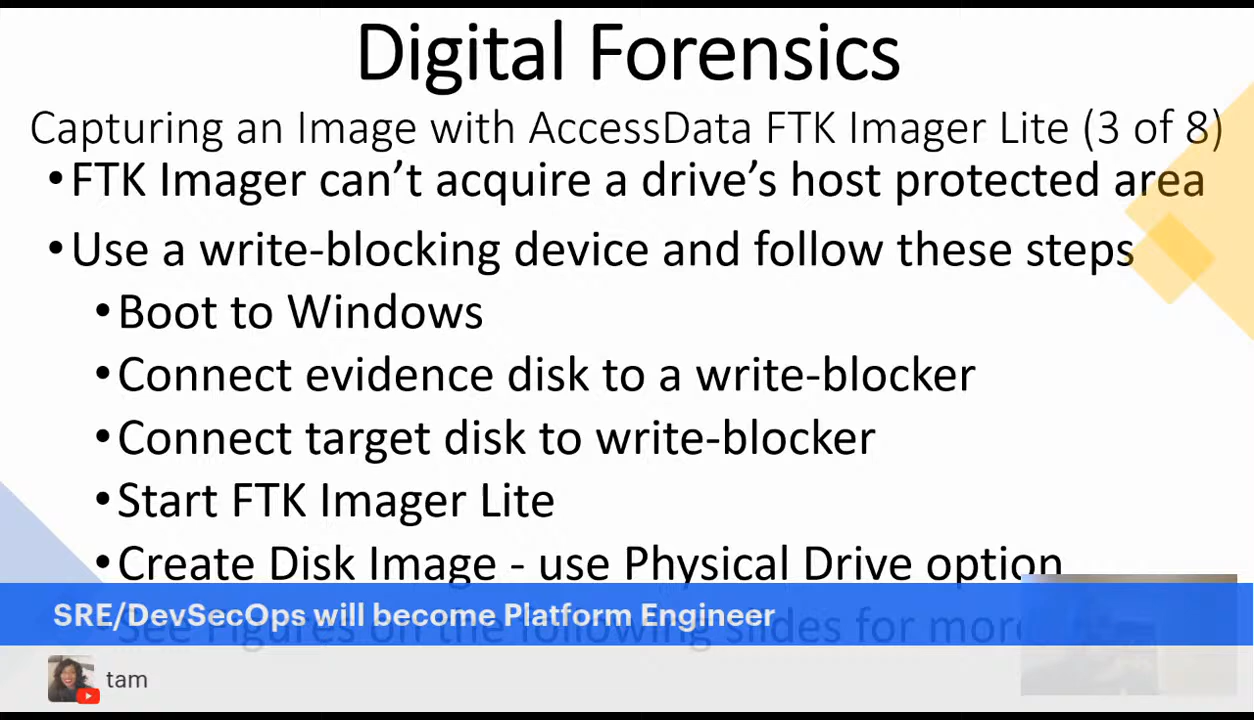 Digital Forensics
Capturing an Image with AccessData FTK Imager Lite (3 of 8)
•FTK Imager can’t acquire a drive’s host protected area
•Use a write-blocking device and follow these steps
•Boot to Windows
•Connect evidence disk to a write-blocker
•Connect target disk to write-blocker
•Start FTK Imager Lite
•Create Disk Image - use Physical Drive option
•See Figures on the following slides for more
SRE/DevSecOps will become Platform Engineer
tam